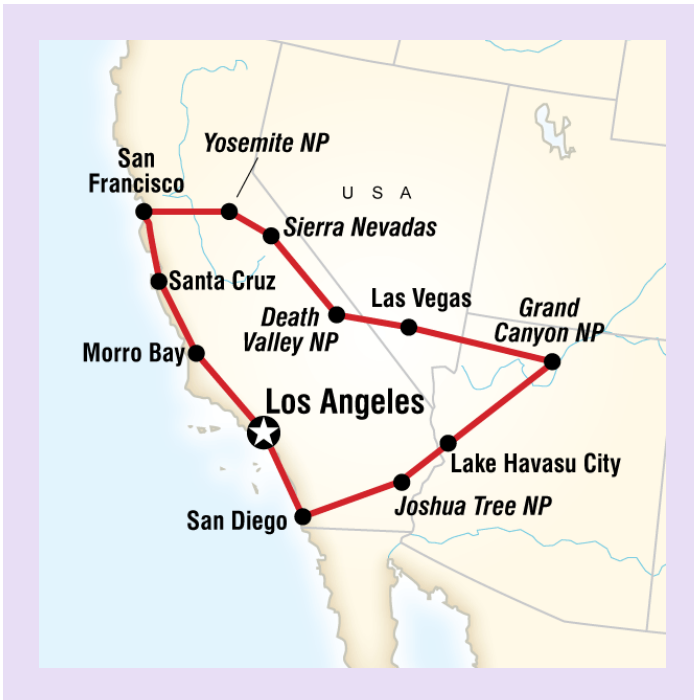 Yosemite NP
San
Francisco
U S A
Sierra Nevadas
Santa Cruz
Las Vegas
Grand
Canyon NP
Death
Valley NP
Morro Bay
Los Angeles
Lake Havasu City
Joshua Tree NP
San Diego